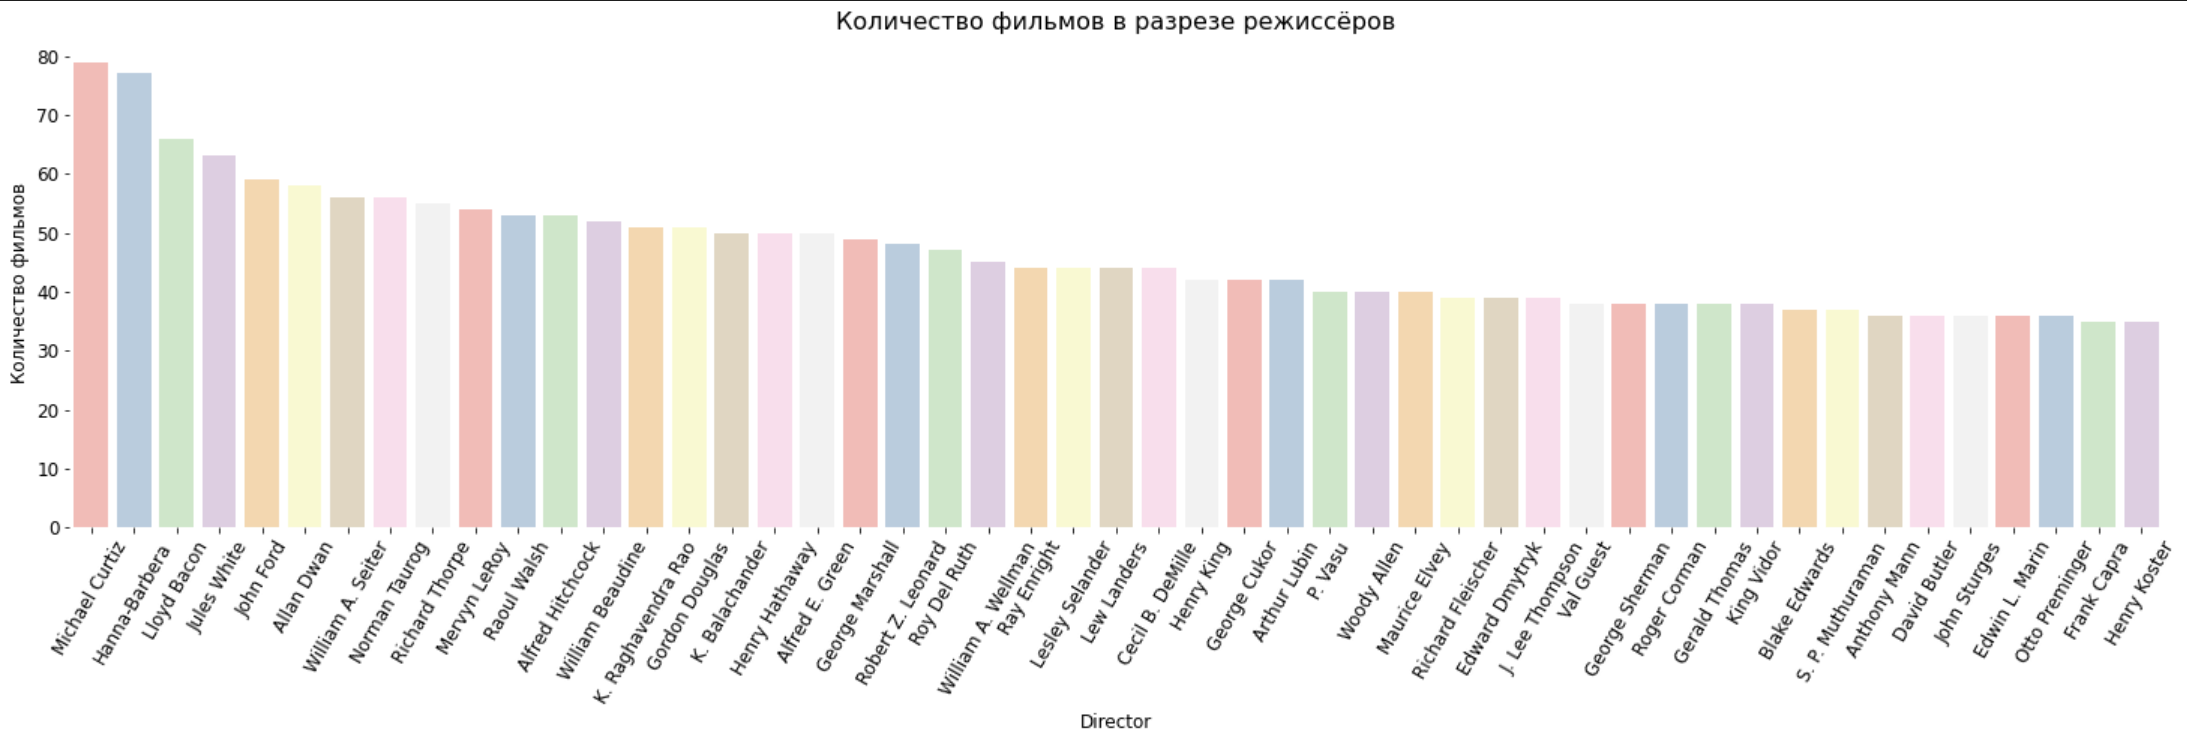 Количество фильмов в разрезе режиссёров
Количество фильмов
80
70
60
50
40
30
20
10
0
Michael Curtiz
Hanna-Barbera
Lloyd Bacon
Jules White
John Ford
Allan Dwan
William A. Seiter
Norman Taurog
Richard Thorpe
Mervyn LeRoy
Raoul Walsh
Alfred Hitchcock
William Beaudine
K. Raghavendra Rao
Gordon Douglas
K. Balachander
Henry Hathaway
Alfred E. Green
George Marshall
Robert Z. Leonard
Roy Del Ruth
William A. Wellman
Ray Enright
Lesley Selander
Lew Landers
Cecil B. DeMille
Henry King
George Cukor
Arthur Lubin
P. Vasu
Woody Allen
Maurice Elvey
Richard Fleischer
Edward Dmytryk
J. Lee Thompson
Val Guest
George Sherman
Roger Corman
Gerald Thomas
King Vidor
Blake Edwards
S. P. Muthuraman
Anthony Mann
David Butler
John Sturges
Edwin L. Marin
Otto Preminger
Frank Capra
Henry Koster
Director